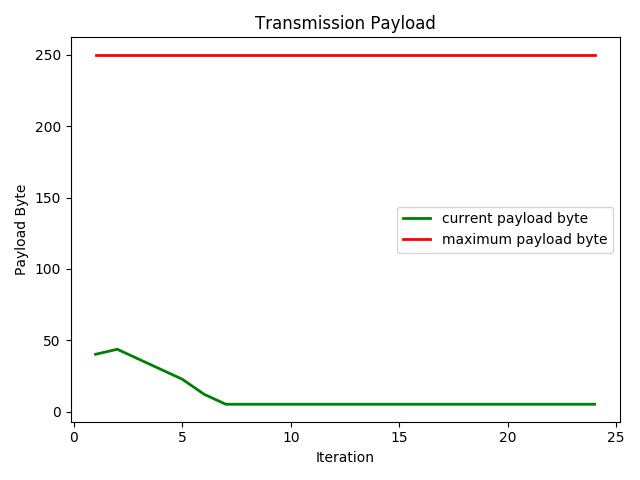 Transmission Payload
250
200
150
100
50
0
Payload Byte
current payload byte
maximum payload byte
0 5 10 15 20 25
Iteration